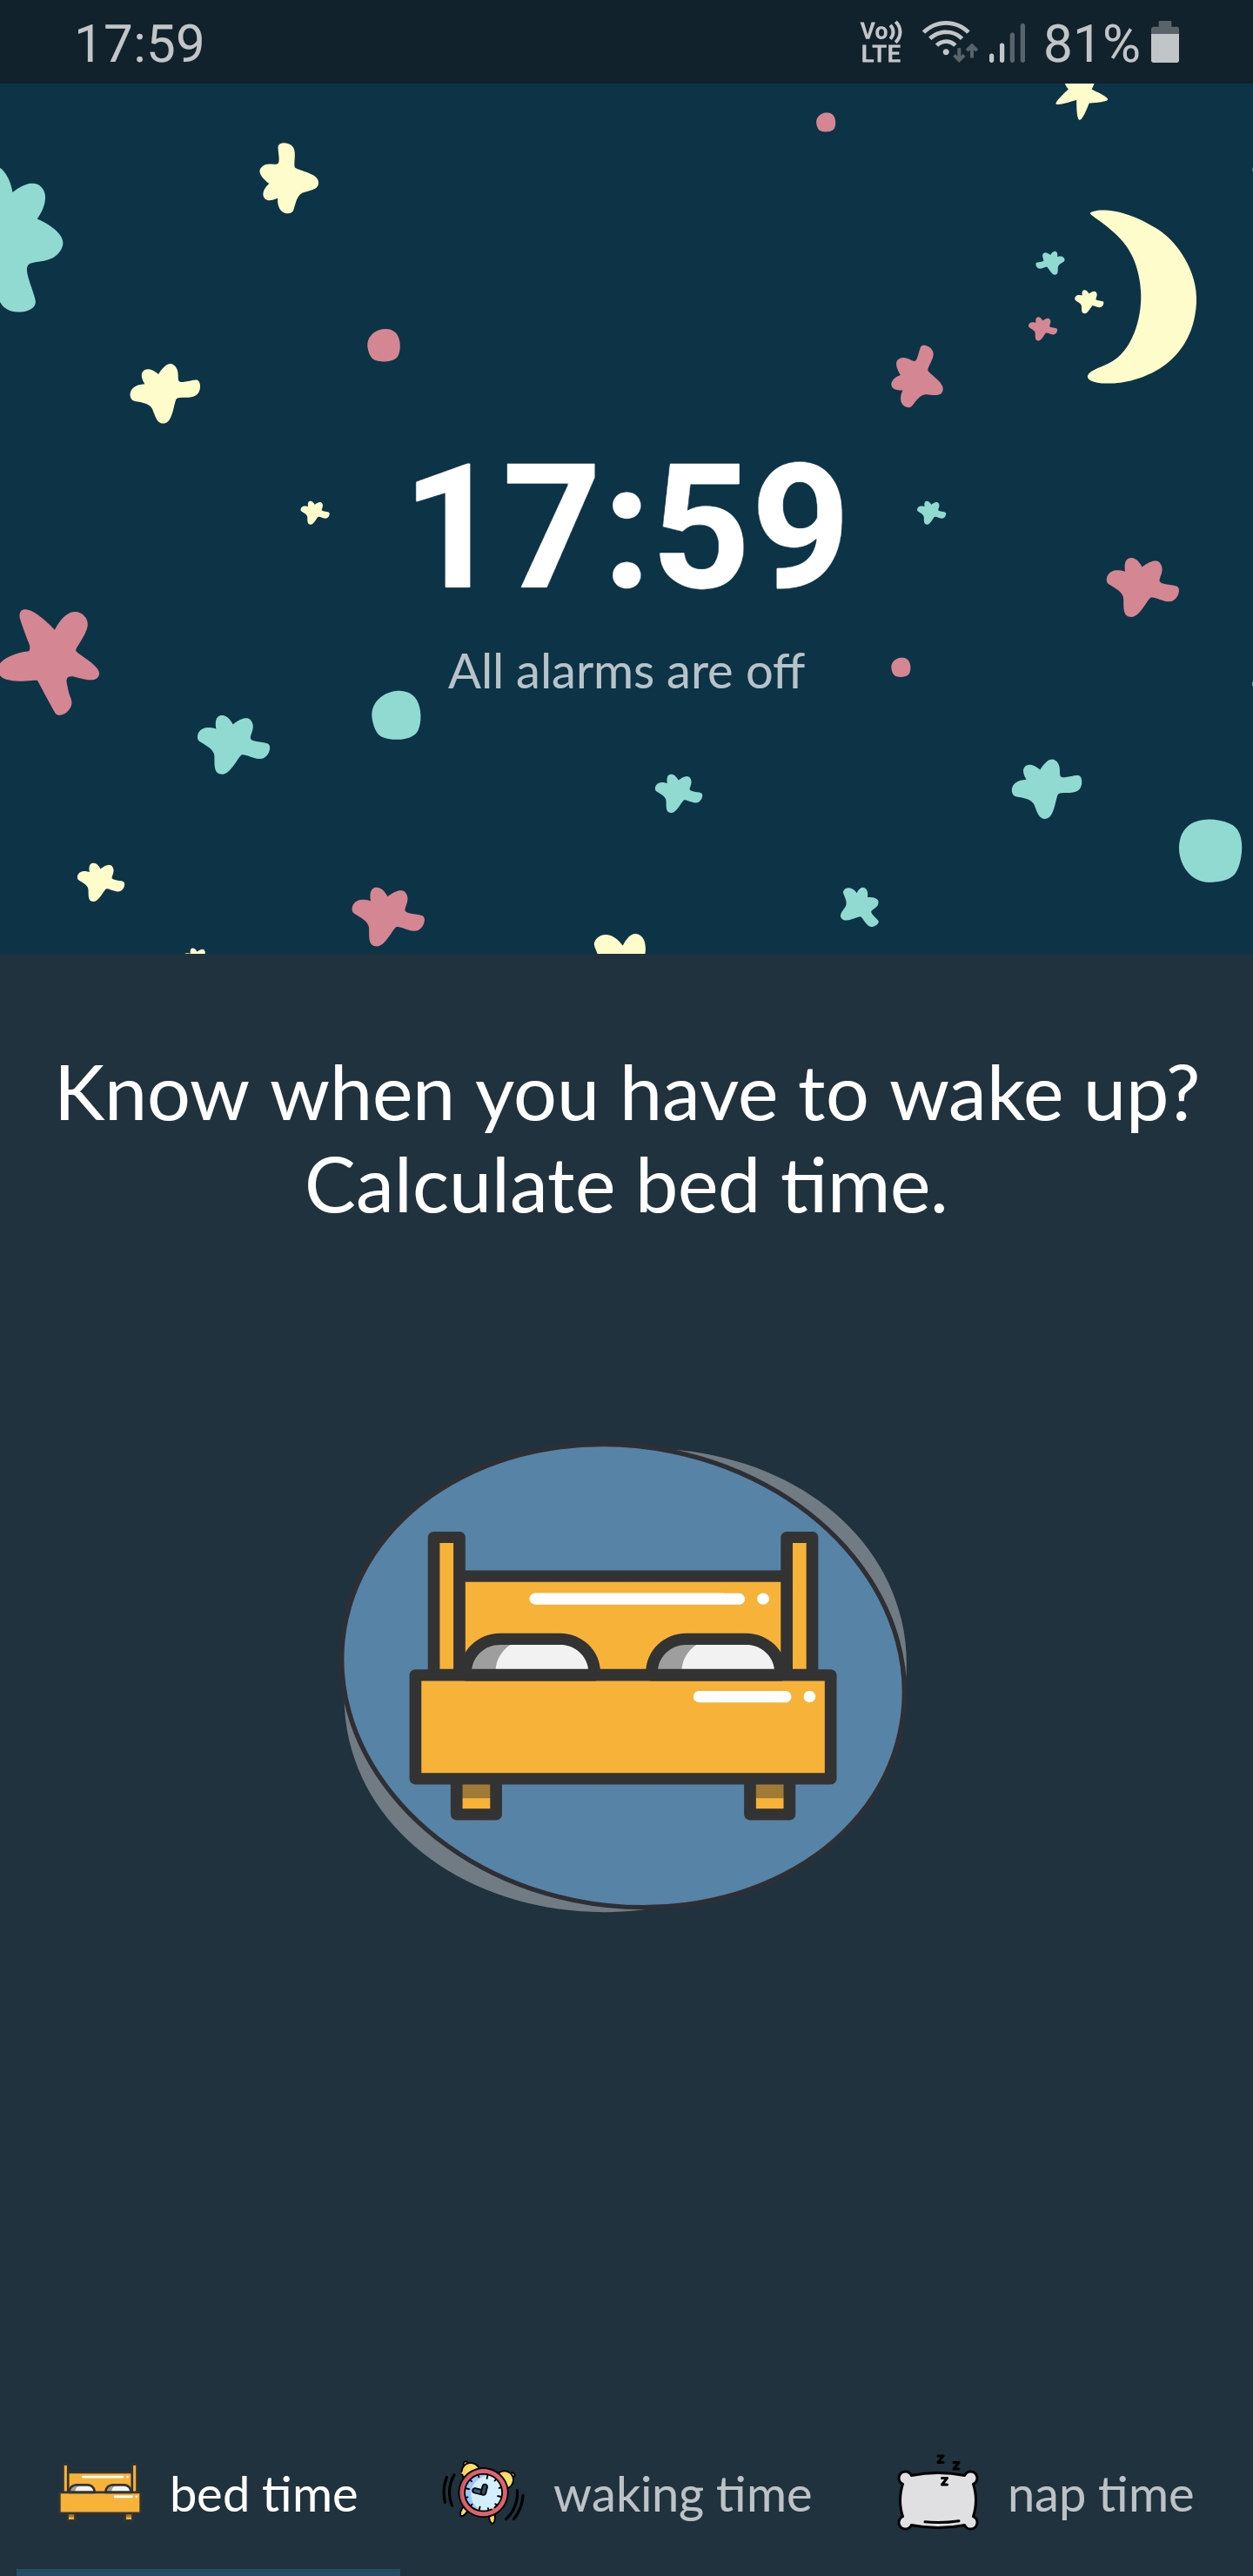 17:59
Vo)) LTE 81%
17:59
All alarms are off
Know when you have to wake up?
Calculate bed time.
z z z
bed time
waking time
nap time